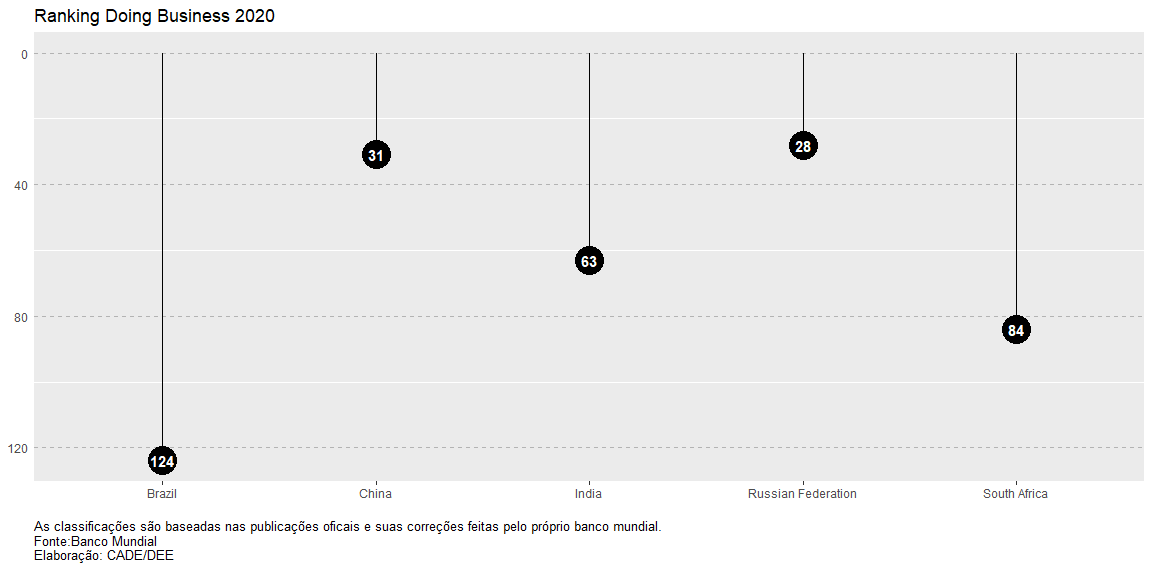 Ranking Doing Business 2020
0
40
80
120
31
28
63
84
124
Brazil China India Russian Federation South Africa
As classificações são baseadas nas publicações oficais e suas correções feitas pelo próprio banco mundial.
Fonte:Banco Mundial
Elaboração: CADE/DEE